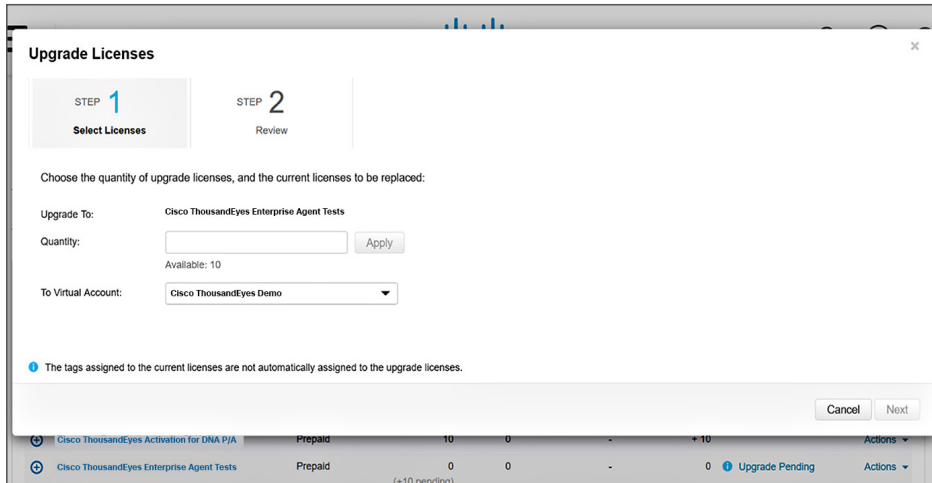 Upgrade Licenses
×
STEP 1
Select Licenses
STEP 2
Review
Choose the quantity of upgrade licenses, and the current licenses to be replaced:
Upgrade To: Cisco ThousandEyes Enterprise Agent Tests
Quantity: Apply
Available: 10
To Virtual Account: Cisco ThousandEyes Demo
The tags assigned to the current licenses are not automatically assigned to the upgrade licenses.
Cancel Next
Cisco ThousandEyes Activation for DNA P/A Prepaid 10 0 - + 10 Actions
Cisco ThousandEyes Enterprise Agent Tests Prepaid 0 0 - 0 Upgrade Pending Actions
(+10 pending)